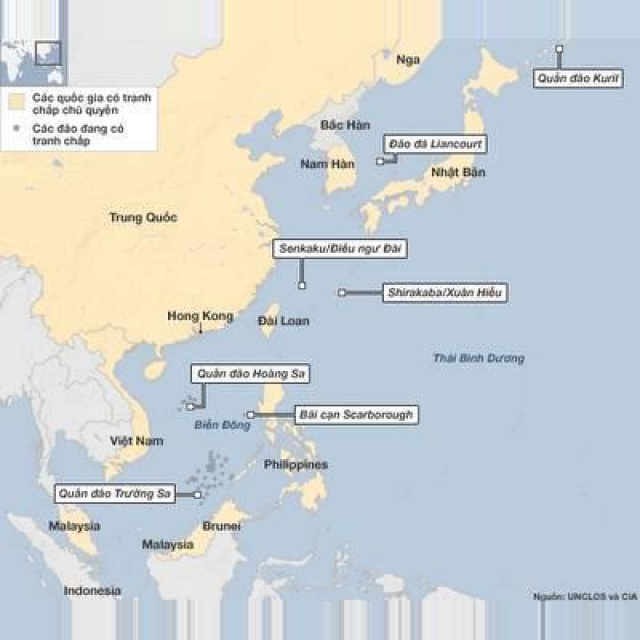 Nga
Quần đảo Kuril
Các quốc gia có tranh
chấp chủ quyền
Các đảo đang có
tranh chấp
Bắc Hàn
Đảo đá Liancourt
Nam Hàn
Nhật Bản
Trung Quốc
Senkaku/Điếu ngư Đài
Shirakaba/Xuân Hiểu
Hong Kong
Đài Loan
Thái Bình Dương
Quần đảo Hoàng Sa
Bãi cạn Scarborough
Biển Đông
Việt Nam
Philippines
Quần đảo Trường Sa
Malaysia
Brunei
Malaysia
Indonesia
Nguồn: UNCLOS và CIA